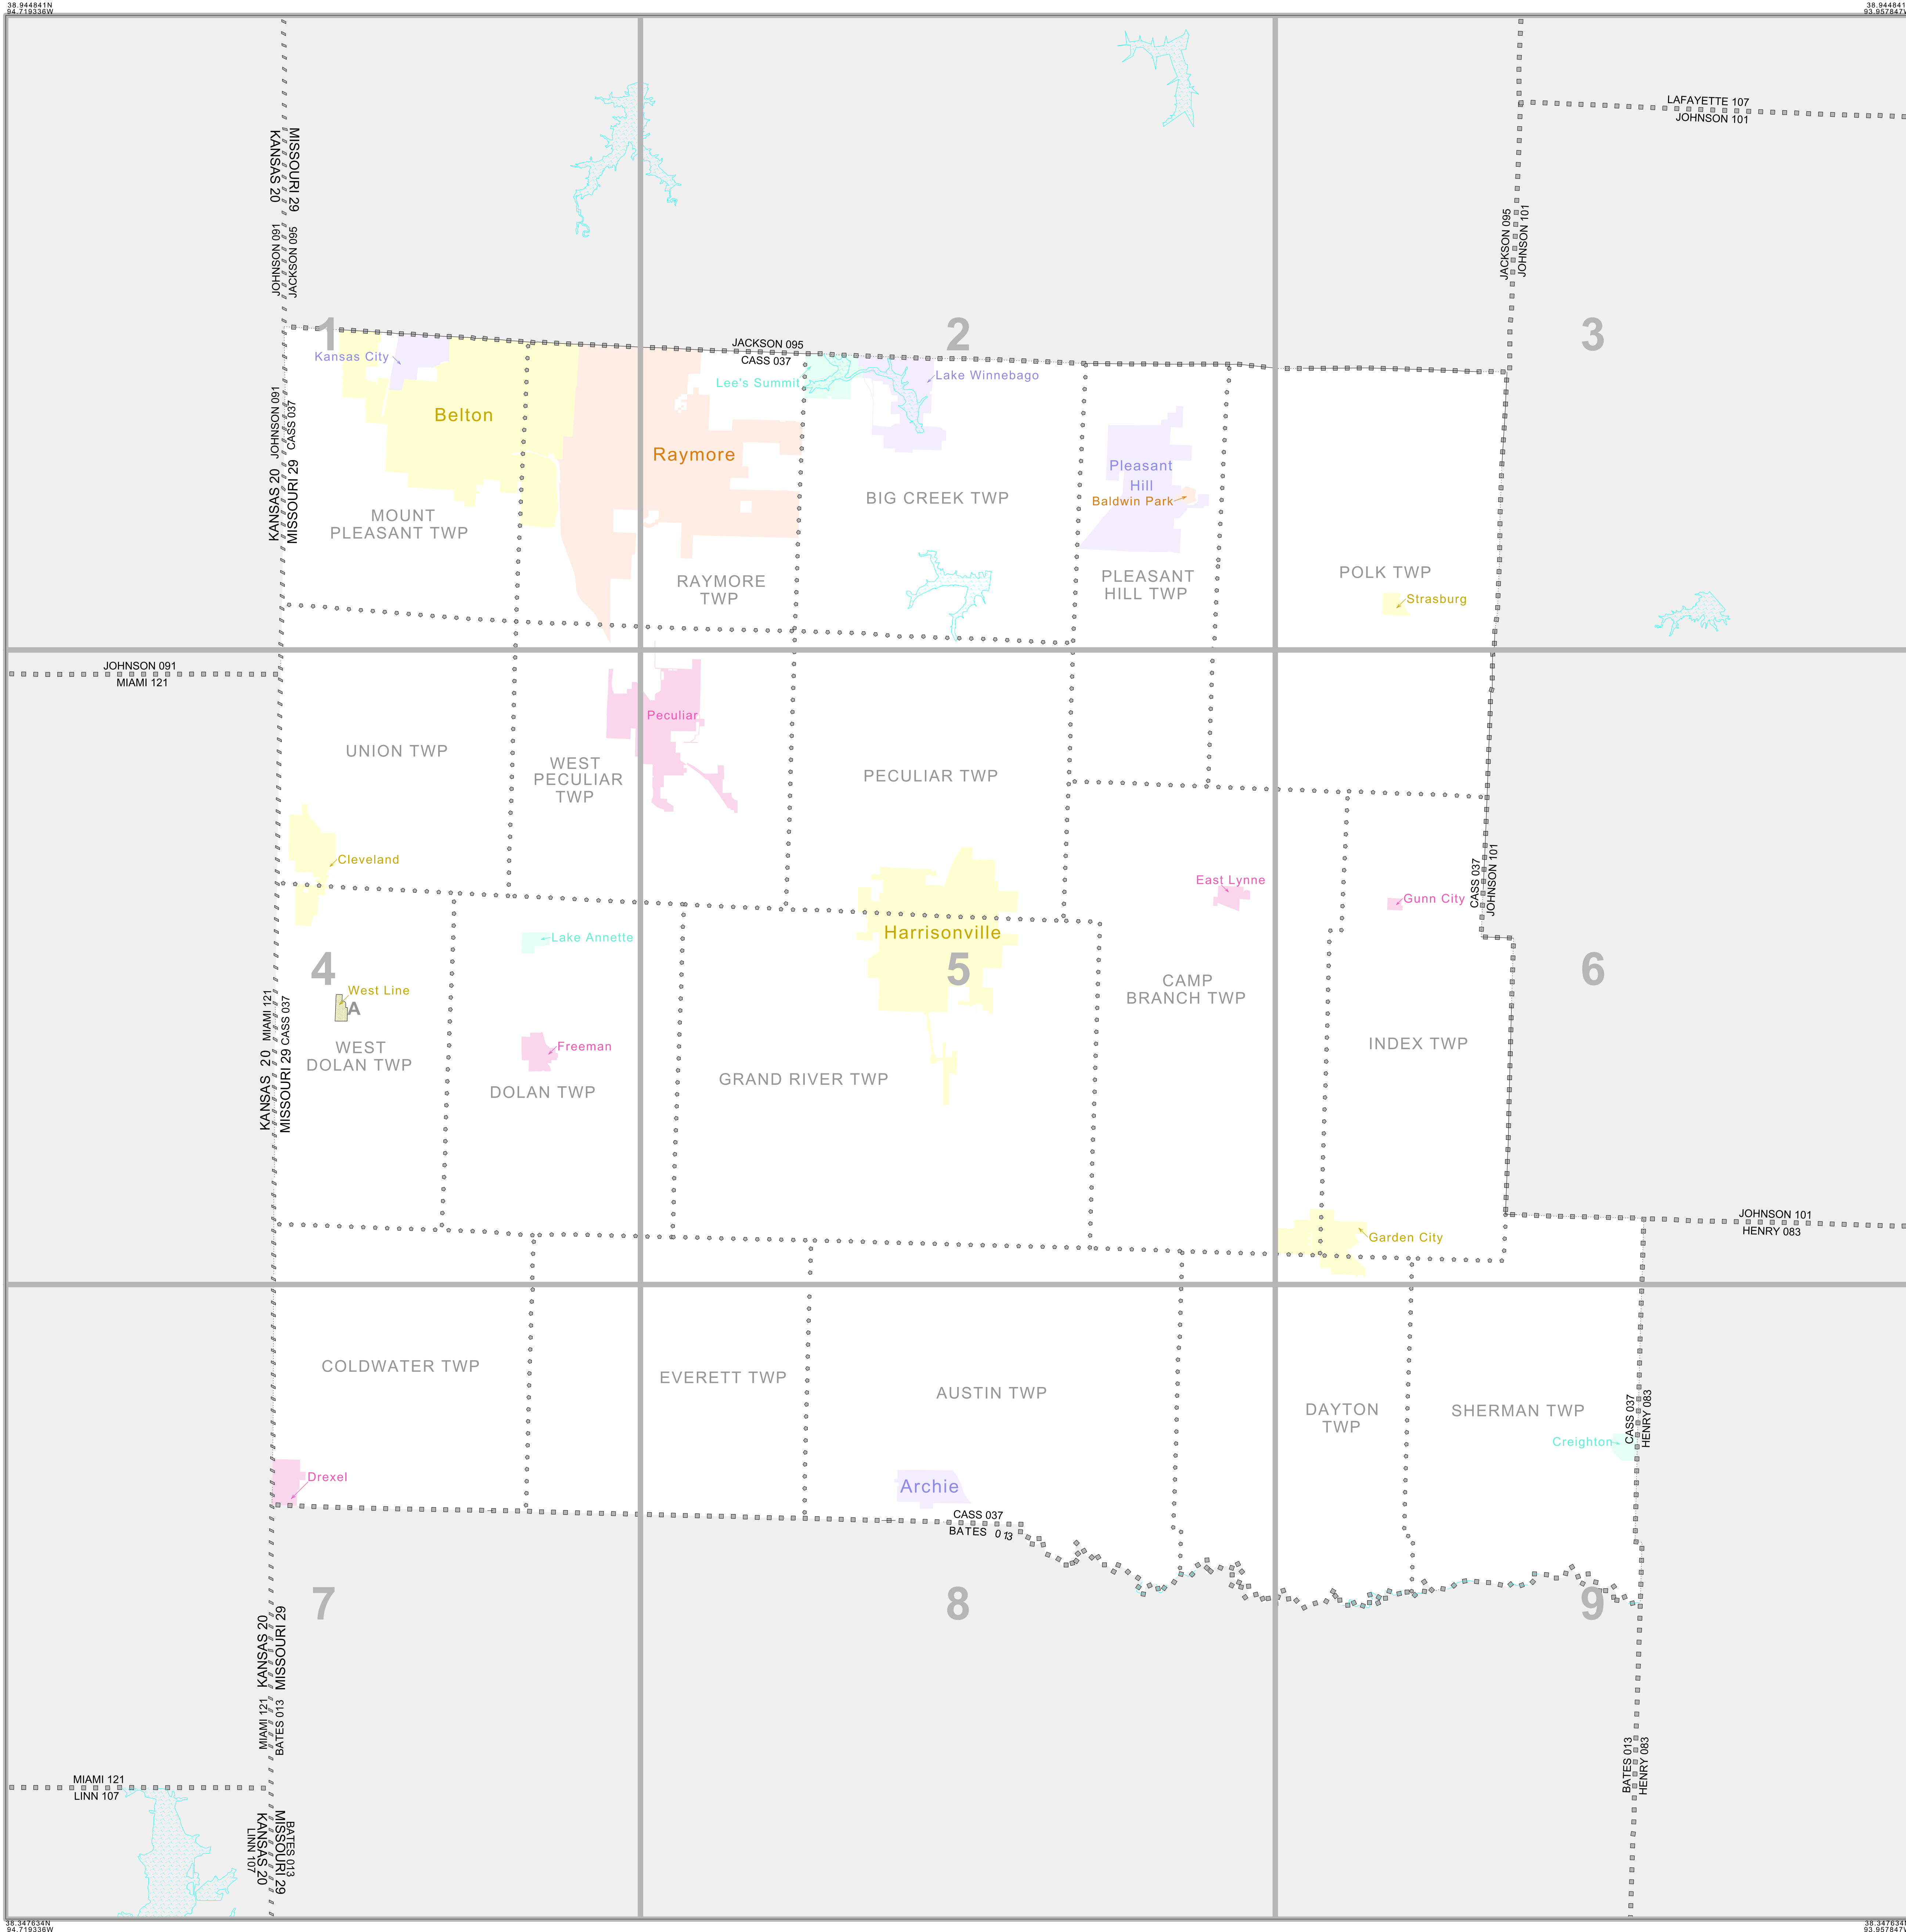 38.944841N
94.719336W
38.944841N
93.957847W
LAFAYETTE 107
JOHNSON 101
KANSAS 20
MISSOURI 29
JOHNSON 091
JACKSON 095
JACKSON 095
JOHNSON 101
1
2
3
JACKSON 095
CASS 037
Kansas City
Lee's Summit
Lake Winnebago
Belton
Raymore
Pleasant
Hill
Baldwin Park
BIG CREEK TWP
KANSAS 20 JOHNSON 091
MISSOURI 29 CASS 037
MOUNT
PLEASANT TWP
RAYMORE
TWP
PLEASANT
HILL TWP
POLK TWP
Strasburg
JOHNSON 091
MIAMI 121
Peculiar
UNION TWP
WEST
PECULIAR
TWP
PECULIAR TWP
Cleveland
East Lynne
Gunn City
CASS 037
JOHNSON 101
Lake Annette
Harrisonville
4
5
6
West Line
A
CAMP
BRANCH TWP
KANSAS 20 MIAMI 121
MISSOURI 29 CASS 037
WEST
DOLAN TWP
Freeman
DOLAN TWP
GRAND RIVER TWP
INDEX TWP
JOHNSON 101
HENRY 083
Garden City
COLDWATER TWP
EVERETT TWP
AUSTIN TWP
DAYTON
TWP
SHERMAN TWP
CASS 037
HENRY 083
Creighton
Drexel
Archie
CASS 037
BATES 013
7
8
9
KANSAS 20
MISSOURI 29
MIAMI 121
BATES 013
BATES 013
HENRY 083
MIAMI 121
LINN 107
LINN 107
KANSAS 20
MISSOURI 29
BATES 013
38.347634N
94.719336W
38.347634N
93.957847W